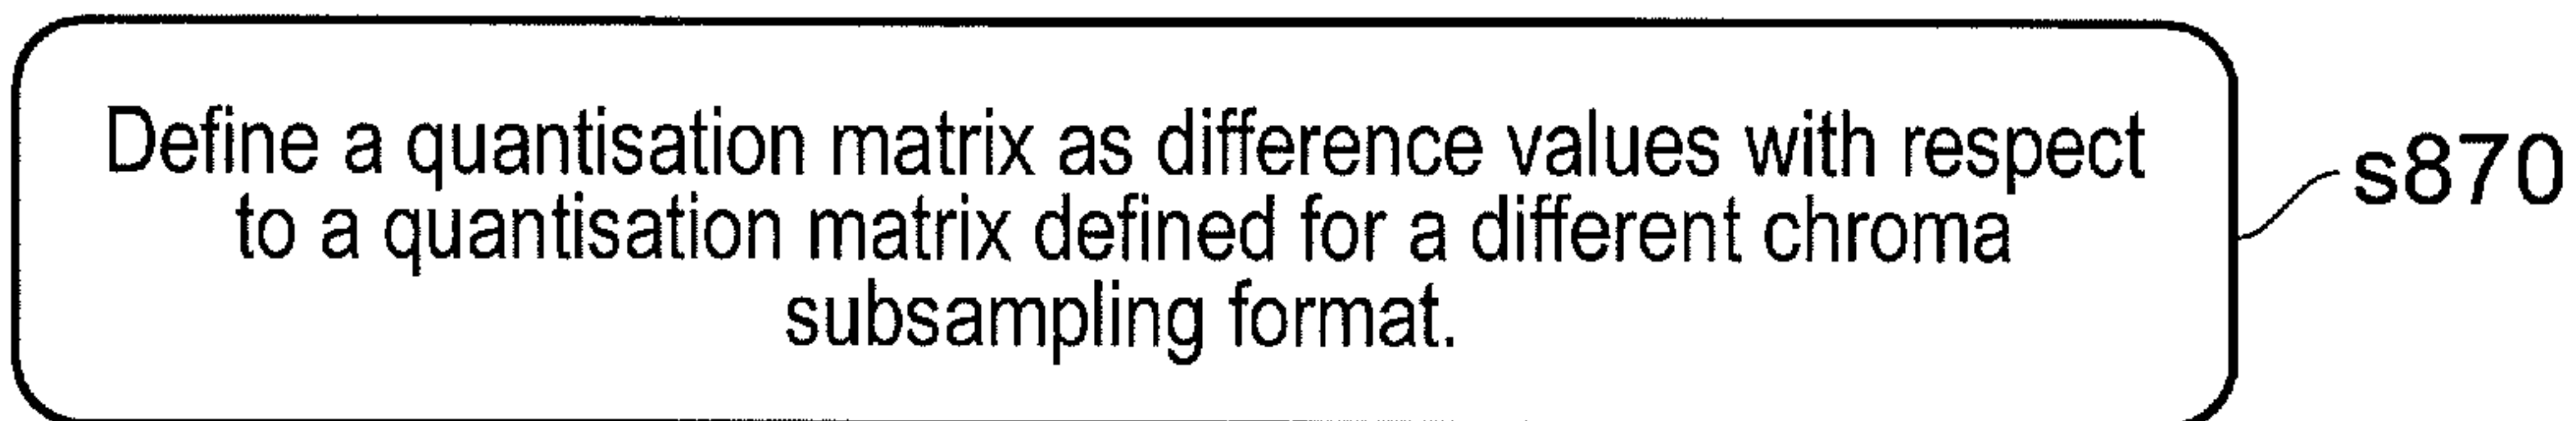 Define a quantisation matrix as difference values with respect
to a quantisation matrix defined for a different chroma
subsampling format.
s870